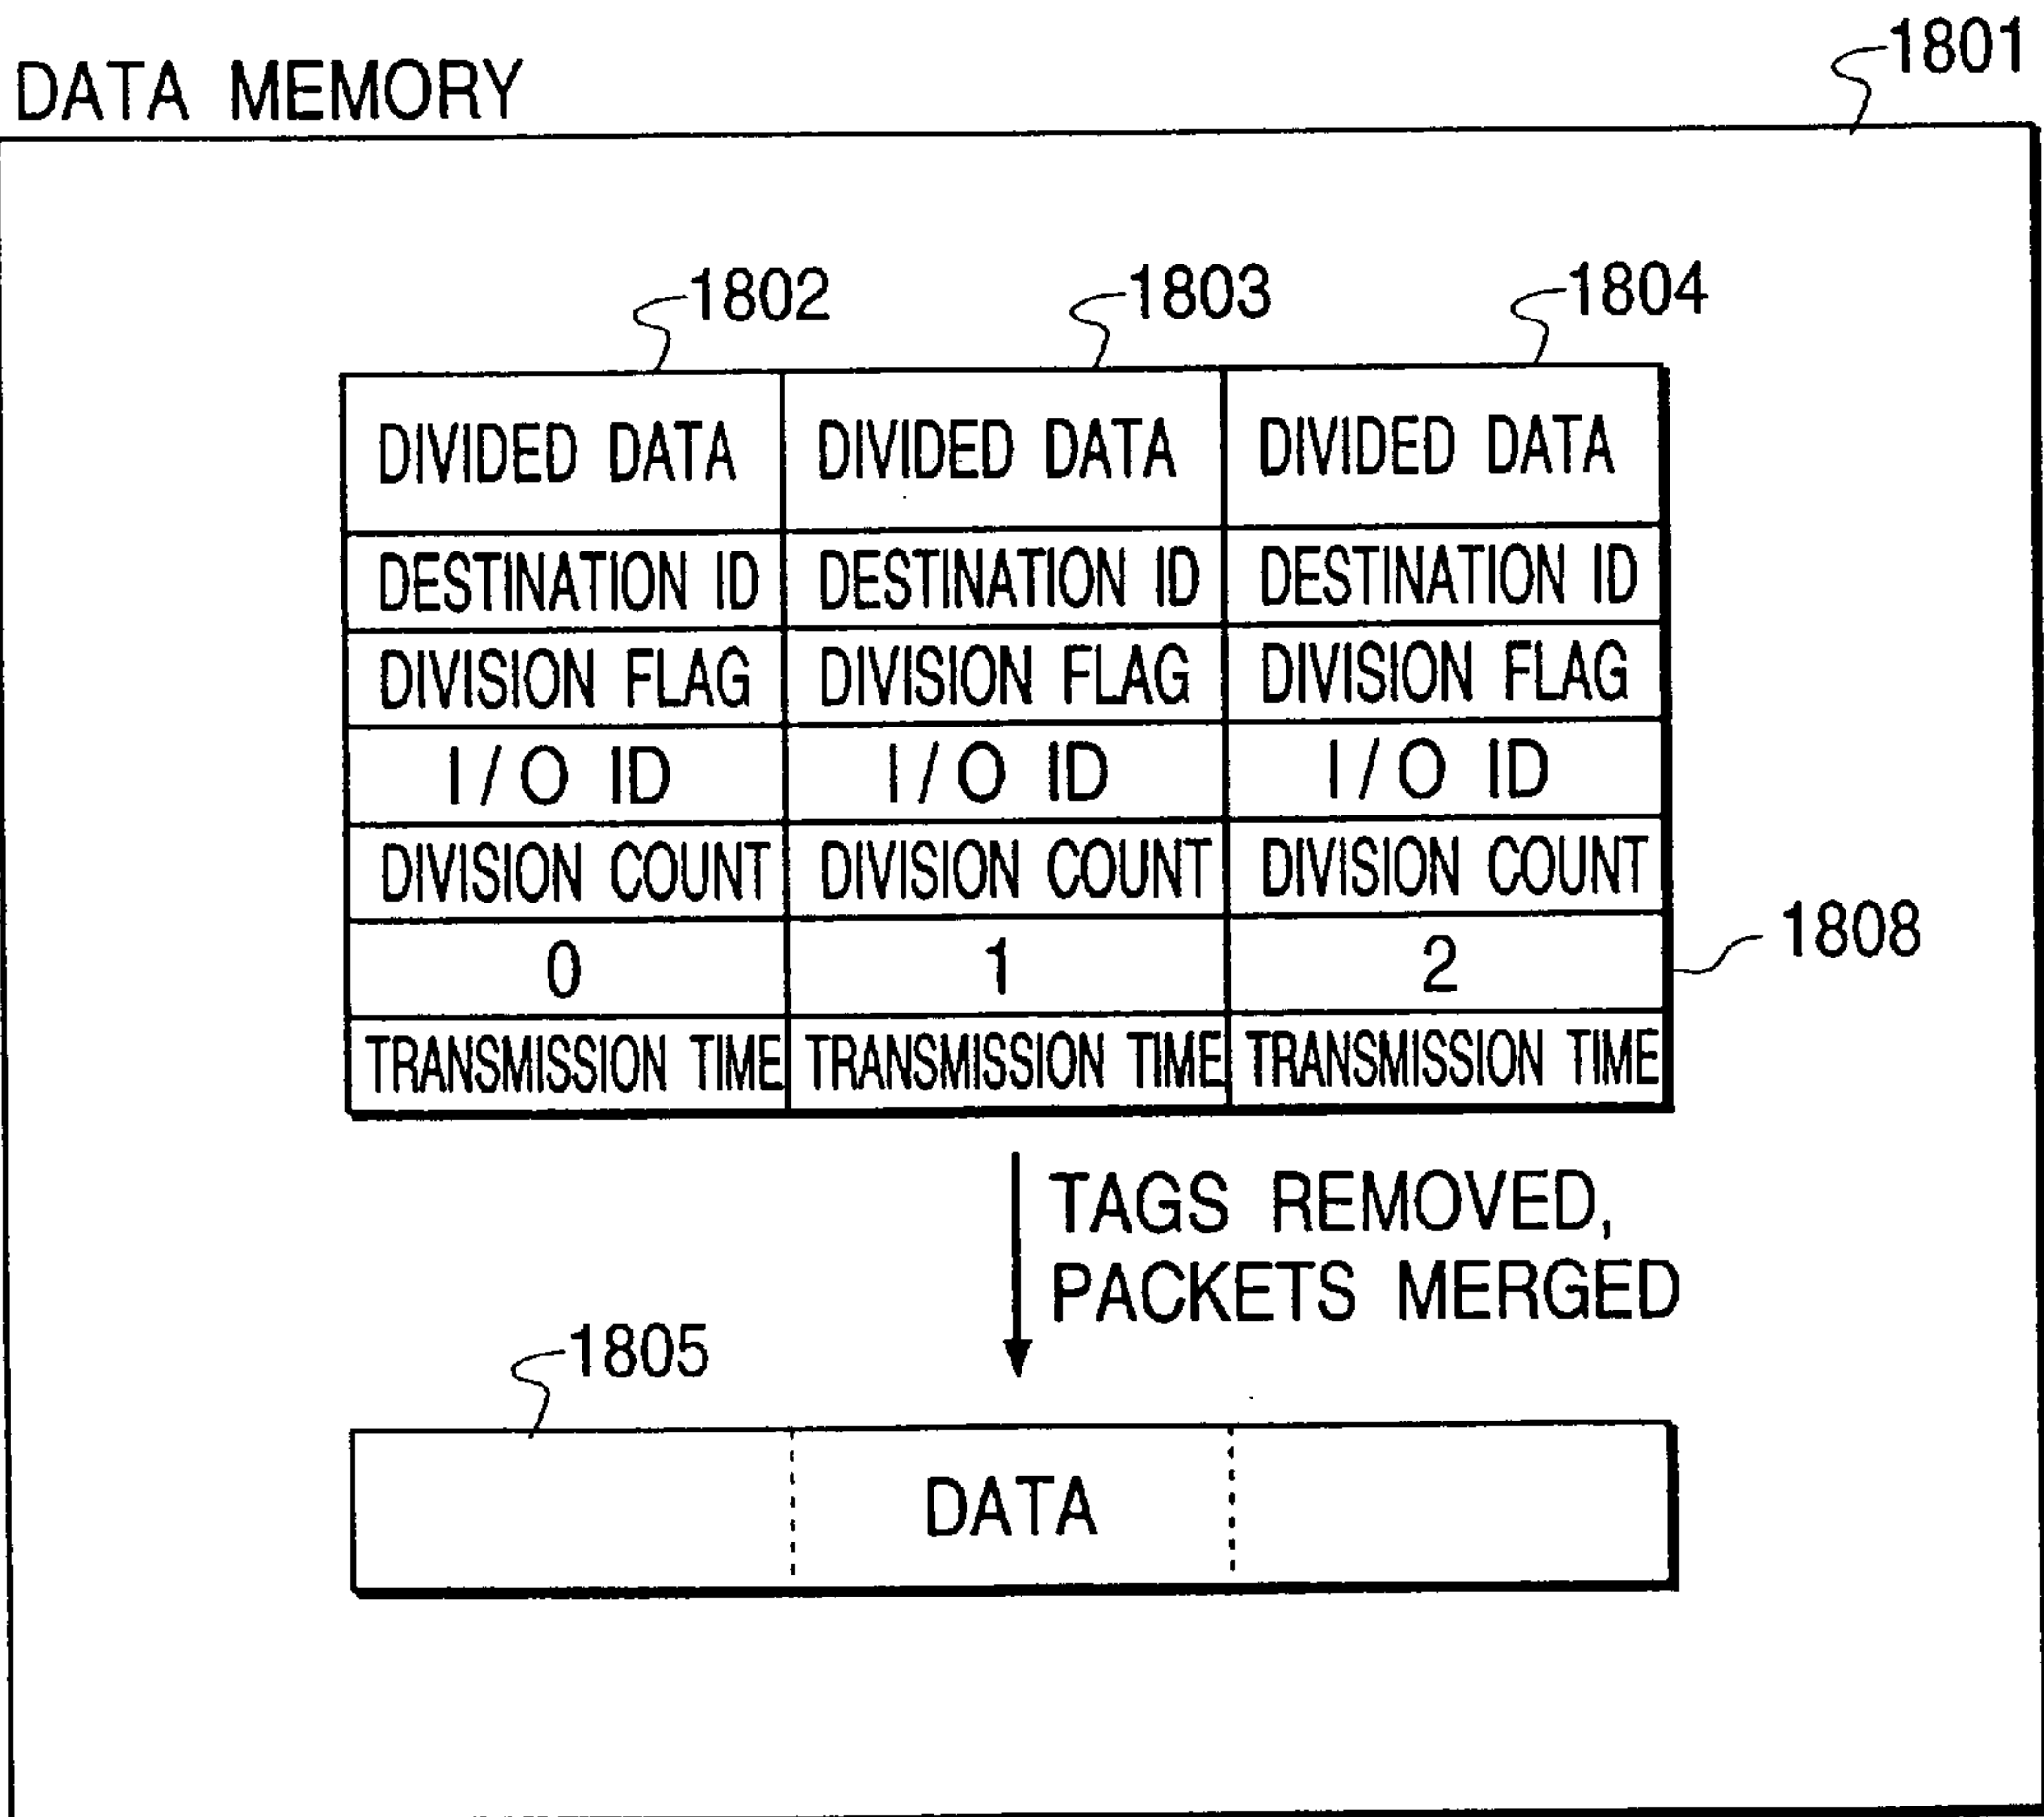 1801
DATA MEMORY
1802 1803 1804
DIVIDED DATA DIVIDED DATA DIVIDED DATA
DESTINATION ID DESTINATION ID DESTINATION ID
DIVISION FLAG DIVISION FLAG DIVISION FLAG
I/O ID I/O ID I/O ID
DIVISION COUNT DIVISION COUNT DIVISION COUNT
0 1 2 1808
TRANSMISSION TIME TRANSMISSION TIME TRANSMISSION TIME
TAGS REMOVED,
PACKETS MERGED
1805
DATA